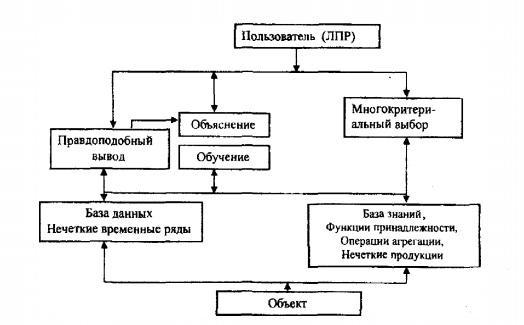 Пользователь (ЛПР)
Объяснение
Многокритери-
альный выбор
Правдоподобный
вывод
Обучение
База данных
Нечеткие временные ряды
База знаний,
Функции принадлежности,
Операции агрегации,
Нечеткие продукции
Объект